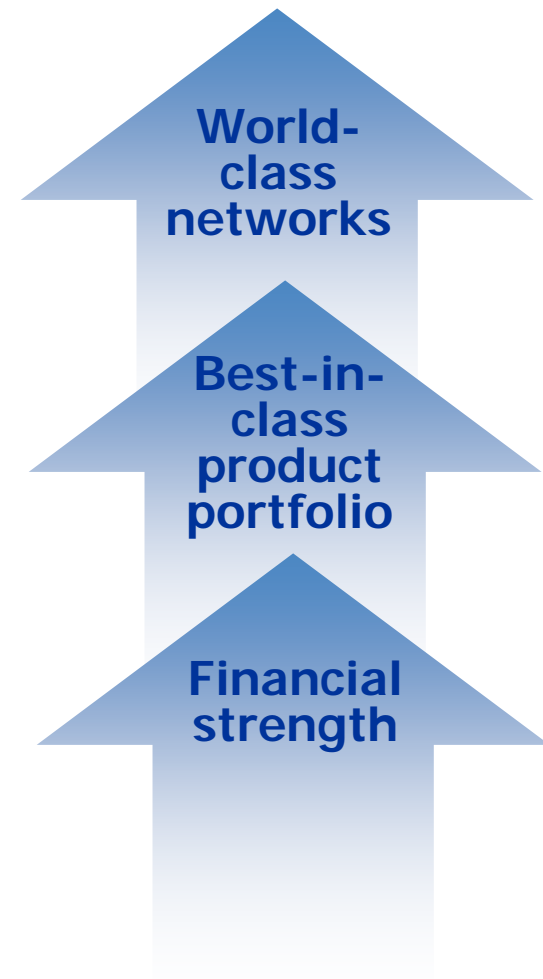 World-
class
networks
Best-in-
class
product
portfolio
Financial
strength